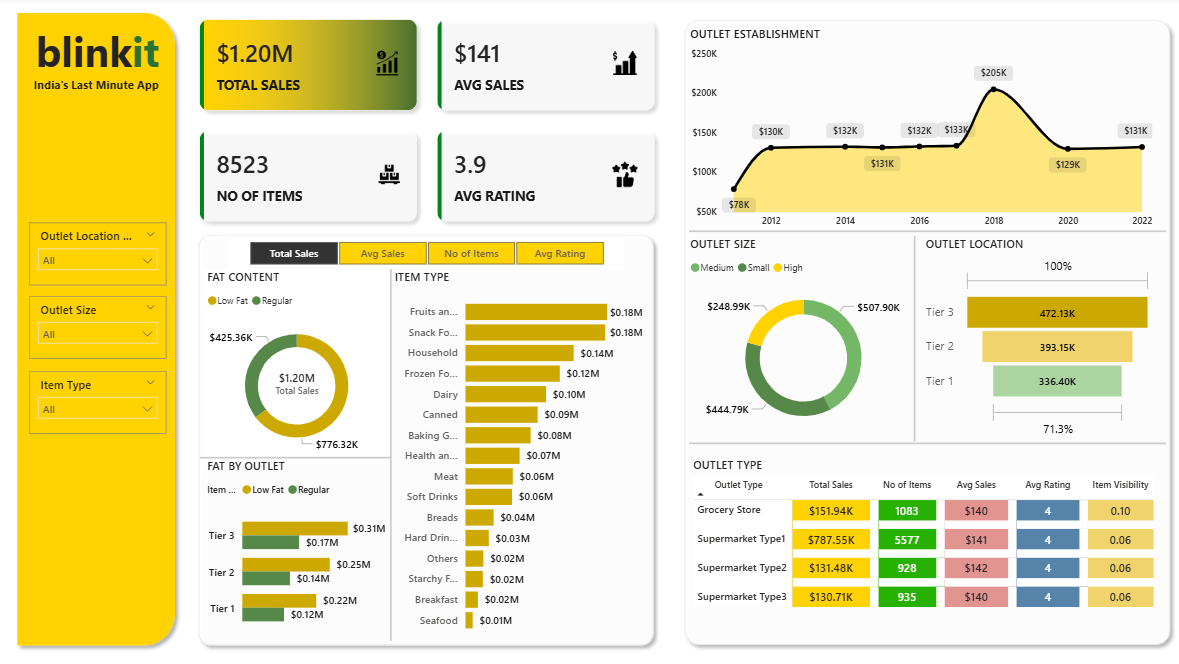 blinkit
India's Last Minute App
Outlet Location ...
All
Outlet Size
All
Item Type
All
$1.20M
TOTAL SALES
$141
AVG SALES
8523
NO OF ITEMS
3.9
AVG RATING
Total Sales Avg Sales No of Items Avg Rating
FAT CONTENT
Low Fat Regular
$425.36K
$1.20M
Total Sales
$776.32K
FAT BY OUTLET
Item ... Low Fat Regular
Tier 3 $0.31M
$0.17M
Tier 2 $0.25M
$0.14M
Tier 1 $0.22M
$0.12M
ITEM TYPE
Fruits an... $0.18M
Snack Fo... $0.18M
Household $0.14M
Frozen Fo... $0.12M
Dairy $0.10M
Canned $0.09M
Baking G... $0.08M
Health an... $0.07M
Meat $0.06M
Soft Drinks $0.06M
Breads $0.04M
Hard Drin... $0.03M
Others $0.02M
Starchy F... $0.02M
Breakfast $0.02M
Seafood $0.01M
OUTLET ESTABLISHMENT
$250K
$200K
$150K
$100K
$50K
$78K
$130K
$132K
$131K
$132K
$133K
$205K
$129K
$131K
2012 2014 2016 2018 2020 2022
OUTLET SIZE
Medium Small High
$248.99K
$507.90K
$444.79K
OUTLET LOCATION
100%
Tier 3 472.13K
Tier 2 393.15K
Tier 1 336.40K
71.3%
OUTLET TYPE
Outlet Type Total Sales No of Items Avg Sales Avg Rating Item Visibility
Grocery Store $151.94K 1083 $140 4 0.10
Supermarket Type1 $787.55K 5577 $141 4 0.06
Supermarket Type2 $131.48K 928 $142 4 0.06
Supermarket Type3 $130.71K 935 $140 4 0.06